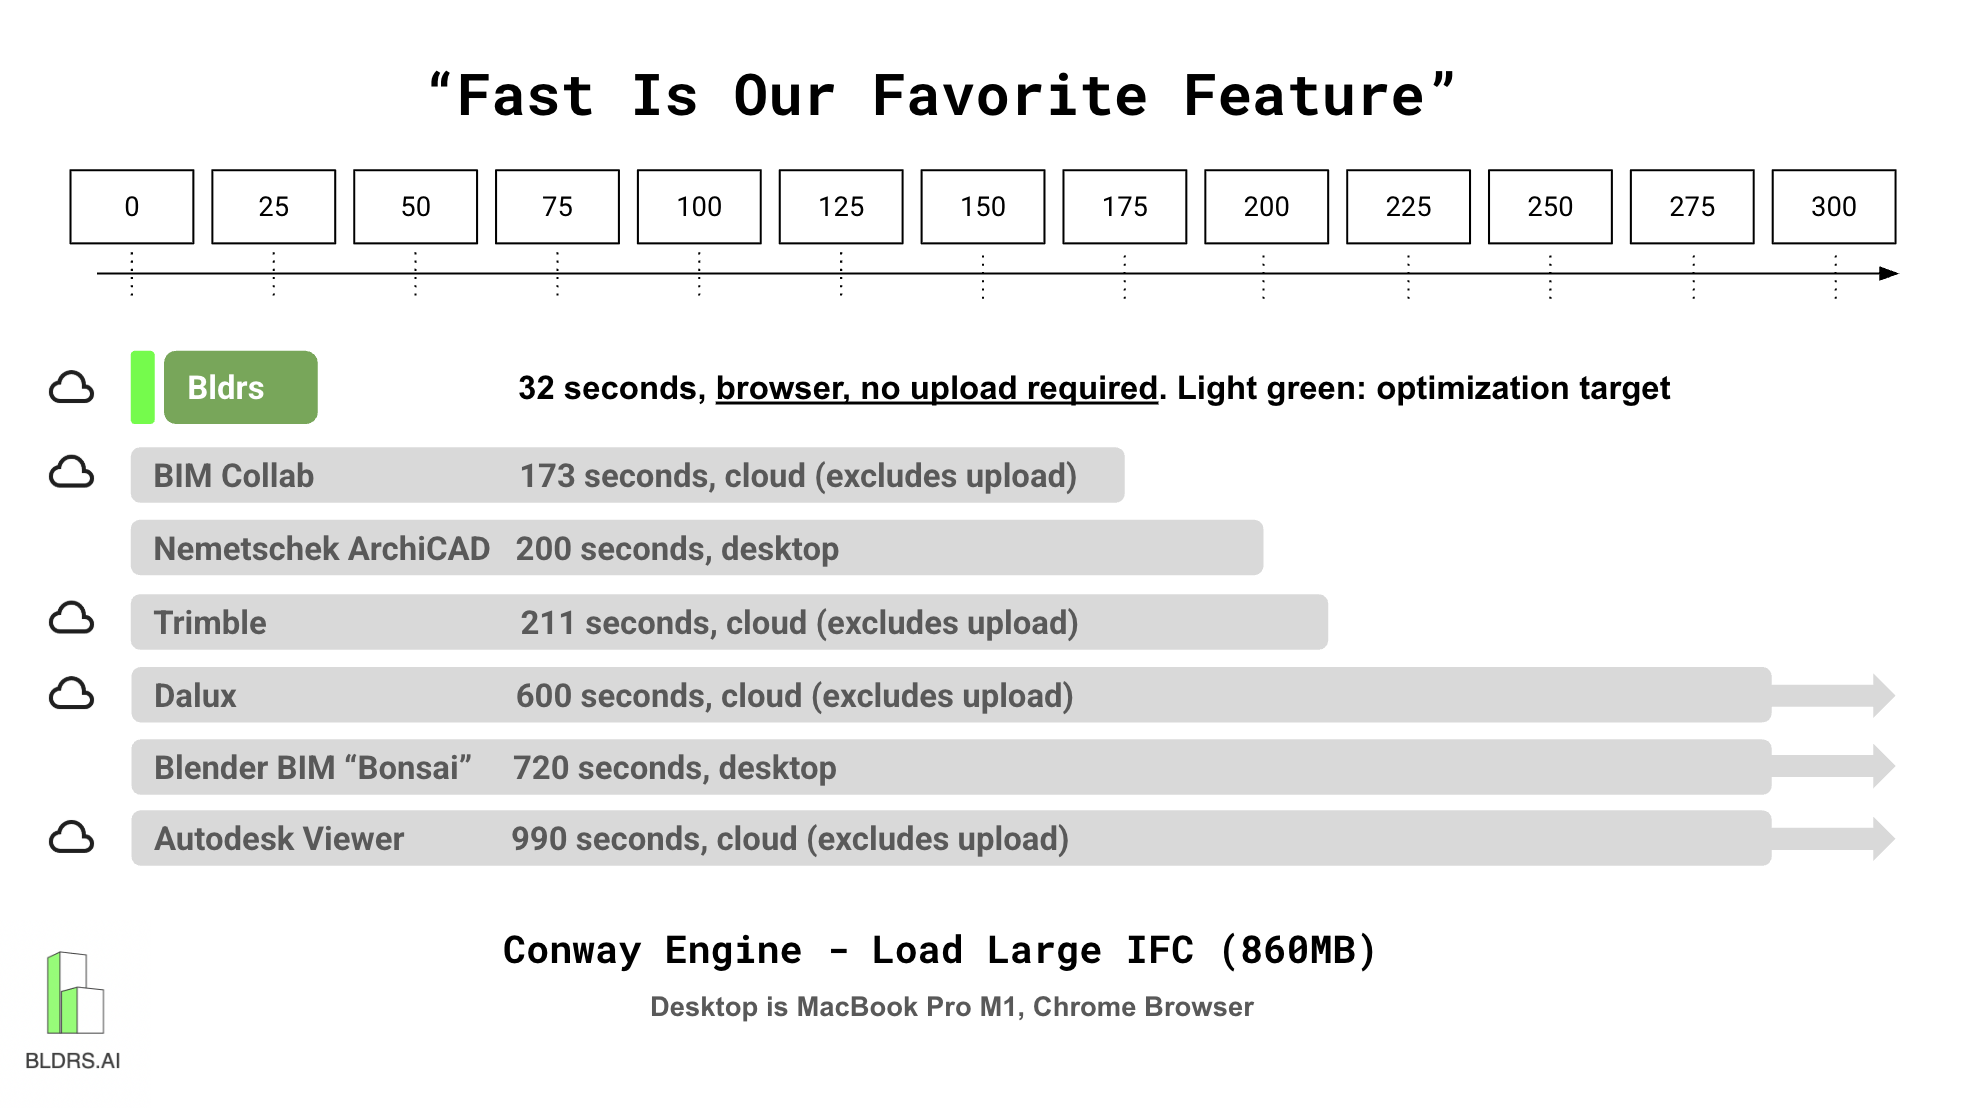 “Fast Is Our Favorite Feature”
0 25 50 75 100 125 150 175 200 225 250 275 300
Bldrs 32 seconds, browser, no upload required. Light green: optimization target
BIM Collab 173 seconds, cloud (excludes upload)
Nemetschek ArchiCAD 200 seconds, desktop
Trimble 211 seconds, cloud (excludes upload)
Dalux 600 seconds, cloud (excludes upload)
Blender BIM “Bonsai” 720 seconds, desktop
Autodesk Viewer 990 seconds, cloud (excludes upload)
Conway Engine - Load Large IFC (860MB)
Desktop is MacBook Pro M1, Chrome Browser
BLDRS.AI